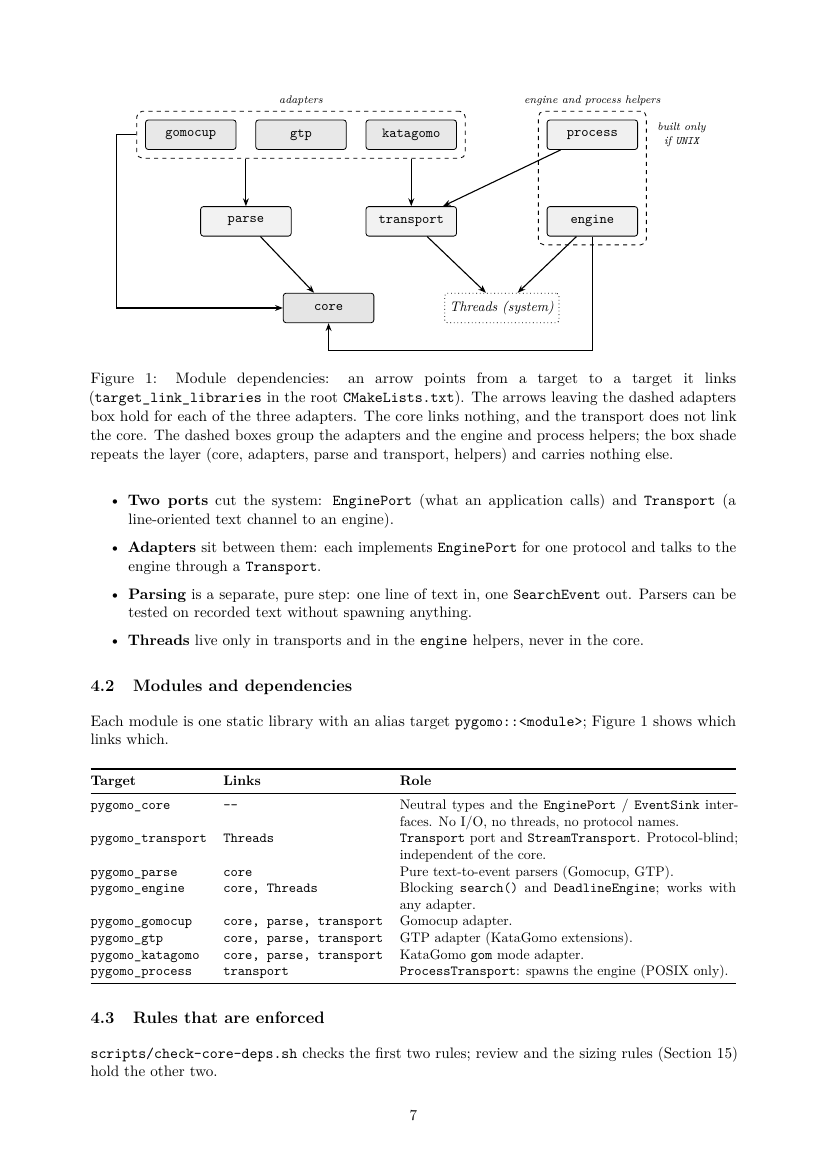 adapters
engine and process helpers
gomocup
gtp
katagomo
process
built only
if UNIX
parse
transport
engine
core
Threads (system)
Figure 1: Module dependencies: an arrow points from a target to a target it links
(target_link_libraries in the root CMakeLists.txt). The arrows leaving the dashed adapters
box hold for each of the three adapters. The core links nothing, and the transport does not link
the core. The dashed boxes group the adapters and the engine and process helpers; the box shade
repeats the layer (core, adapters, parse and transport, helpers) and carries nothing else.
• Two ports cut the system: EnginePort (what an application calls) and Transport (a
line-oriented text channel to an engine).
• Adapters sit between them: each implements EnginePort for one protocol and talks to the
engine through a Transport.
• Parsing is a separate, pure step: one line of text in, one SearchEvent out. Parsers can be
tested on recorded text without spawning anything.
• Threads live only in transports and in the engine helpers, never in the core.
4.2 Modules and dependencies
Each module is one static library with an alias target pygomo::<module>; Figure 1 shows which
links which.
Target Links Role
pygomo_core -- Neutral types and the EnginePort / EventSink inter-
faces. No I/O, no threads, no protocol names.
pygomo_transport Threads Transport port and StreamTransport. Protocol-blind;
independent of the core.
pygomo_parse core Pure text-to-event parsers (Gomocup, GTP).
pygomo_engine core, Threads Blocking search() and DeadlineEngine; works with
any adapter.
pygomo_gomocup core, parse, transport Gomocup adapter.
pygomo_gtp core, parse, transport GTP adapter (KataGomo extensions).
pygomo_katagomo core, parse, transport KataGomo gom mode adapter.
pygomo_process transport ProcessTransport: spawns the engine (POSIX only).
4.3 Rules that are enforced
scripts/check-core-deps.sh checks the first two rules; review and the sizing rules (Section 15)
hold the other two.
7